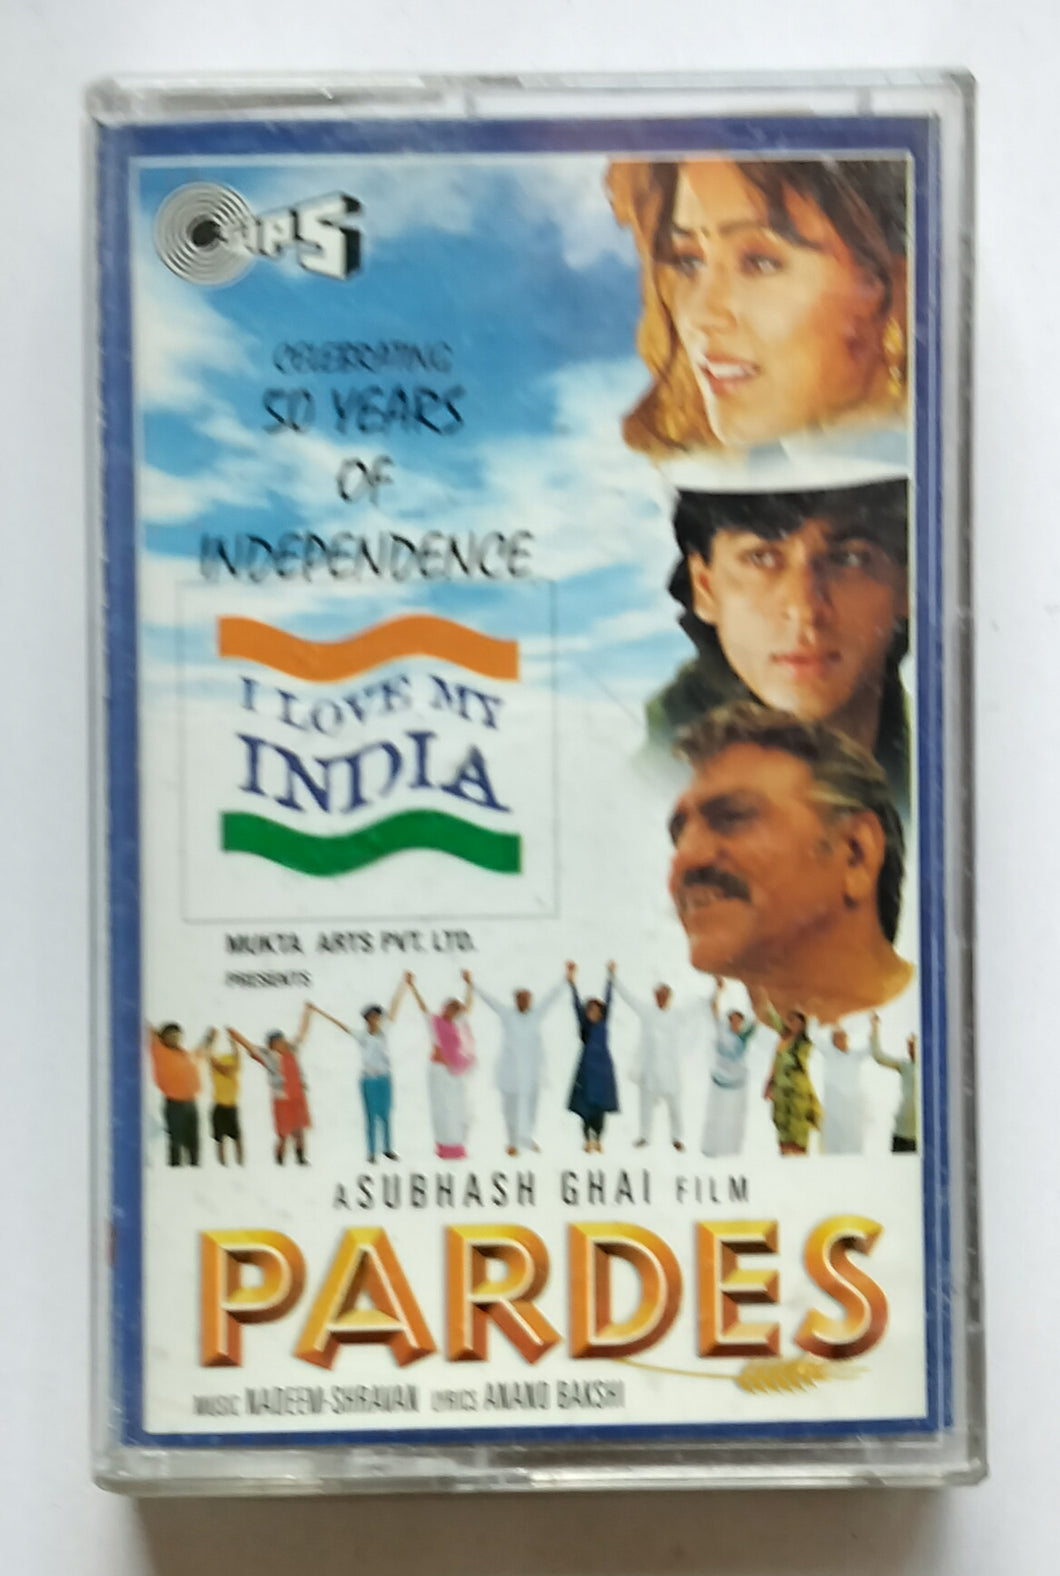 TIPS
CELEBRATING
50 YEARS
OF
INDEPENDENCE
I LOVE MY
INDIA
MUKTA ARTS PVT. LTD.
PRESENTS
A SUBHASH GHAI FILM
PARDES
MUSIC NADEEM-SHRAVAN LYRICS ANAND BAKSHI